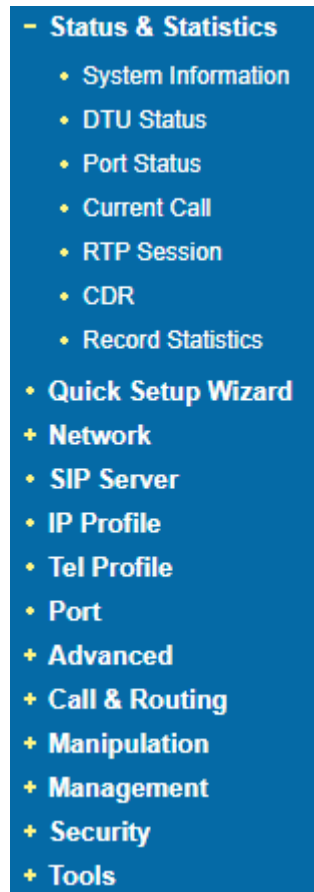 Status & Statistics
System Information
DTU Status
Port Status
Current Call
RTP Session
CDR
Record Statistics
Quick Setup Wizard
Network
SIP Server
IP Profile
Tel Profile
Port
Advanced
Call & Routing
Manipulation
Management
Security
Tools